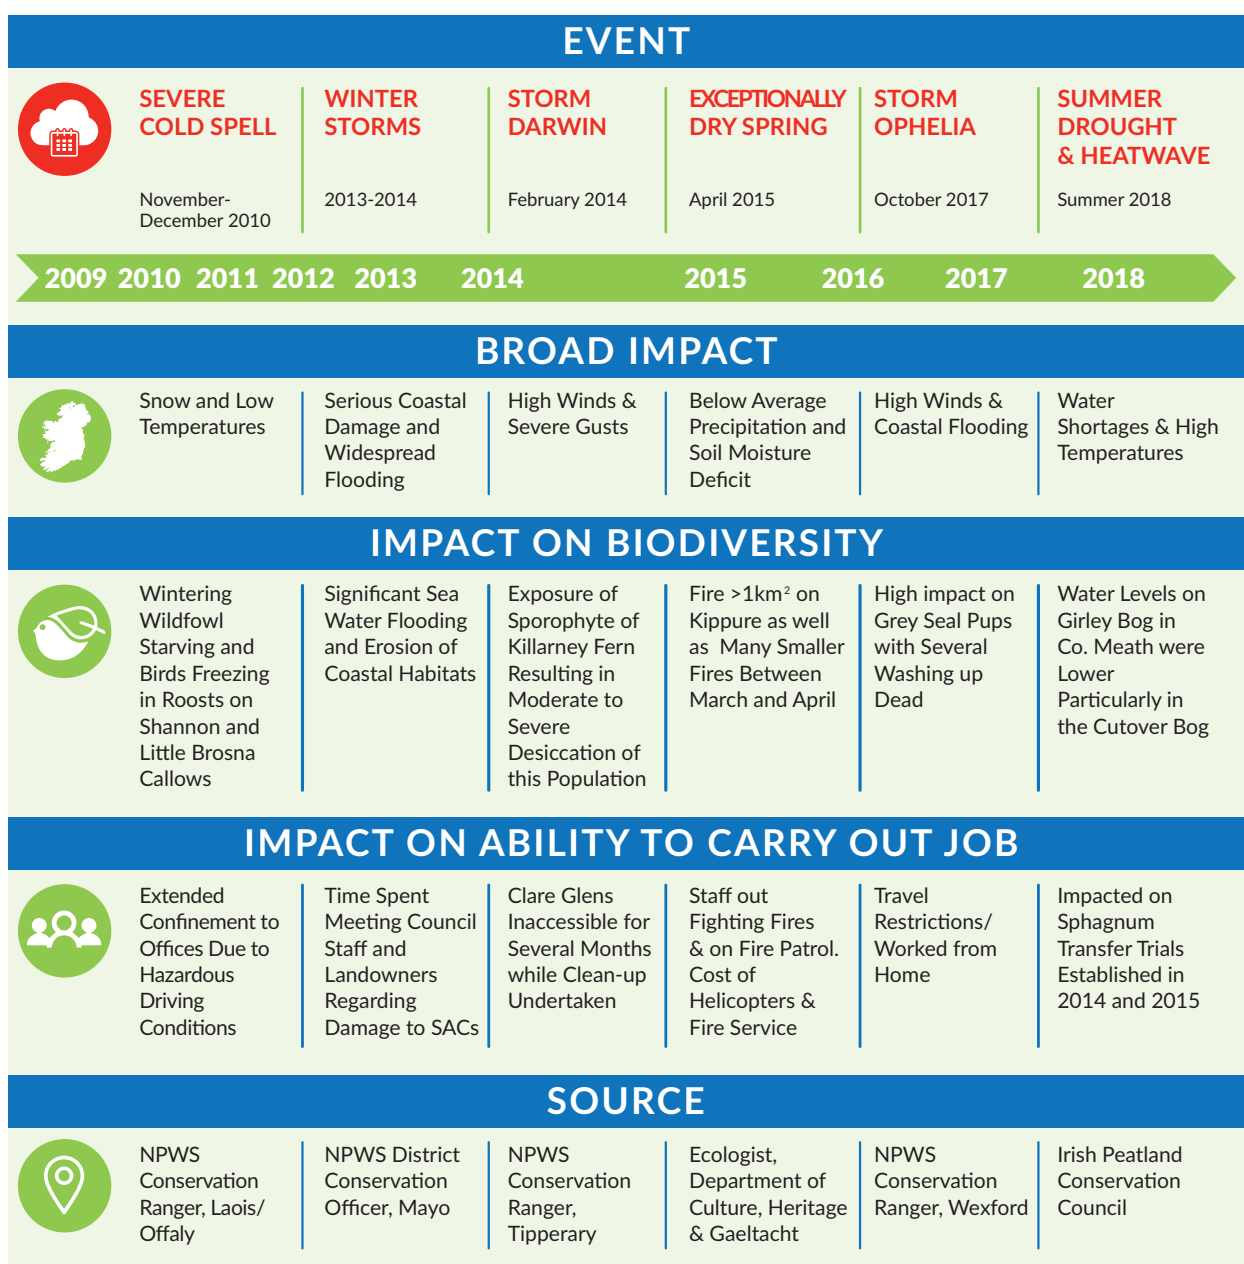 EVENT
SEVERE
COLD SPELL
November-
December 2010
WINTER
STORMS
2013-2014
STORM
DARWIN
February 2014
EXCEPTIONALLY
DRY SPRING
April 2015
STORM
OPHELIA
October 2017
SUMMER
DROUGHT
& HEATWAVE
Summer 2018
2009 2010 2011 2012 2013 2014 2015 2016 2017 2018
BROAD IMPACT
Snow and Low
Temperatures
Serious Coastal
Damage and
Widespread
Flooding
High Winds &
Severe Gusts
Below Average
Precipitation and
Soil Moisture
Deficit
High Winds &
Coastal Flooding
Water
Shortages & High
Temperatures
IMPACT ON BIODIVERSITY
Wintering
Wildfowl
Starving and
Birds Freezing
in Roosts on
Shannon and
Little Brosna
Callows
Significant Sea
Water Flooding
and Erosion of
Coastal Habitats
Exposure of
Sporophyte of
Killarney Fern
Resulting in
Moderate to
Severe
Desiccation of
this Population
Fire >1km² on
Kippure as well
as Many Smaller
Fires Between
March and April
High impact on
Grey Seal Pups
with Several
Washing up
Dead
Water Levels on
Girley Bog in
Co. Meath were
Lower
Particularly in
the Cutover Bog
IMPACT ON ABILITY TO CARRY OUT JOB
Extended
Confinement to
Offices Due to
Hazardous
Driving
Conditions
Time Spent
Meeting Council
Staff and
Landowners
Regarding
Damage to SACs
Clare Glens
Inaccessible for
Several Months
while Clean-up
Undertaken
Staff out
Fighting Fires
& on Fire Patrol.
Cost of
Helicopters &
Fire Service
Travel
Restrictions/
Worked from
Home
Impacted on
Sphagnum
Transfer Trials
Established in
2014 and 2015
SOURCE
NPWS
Conservation
Ranger, Laois/
Offaly
NPWS District
Conservation
Officer, Mayo
NPWS
Conservation
Ranger,
Tipperary
Ecologist,
Department of
Culture, Heritage
& Gaeltacht
NPWS
Conservation
Ranger, Wexford
Irish Peatland
Conservation
Council